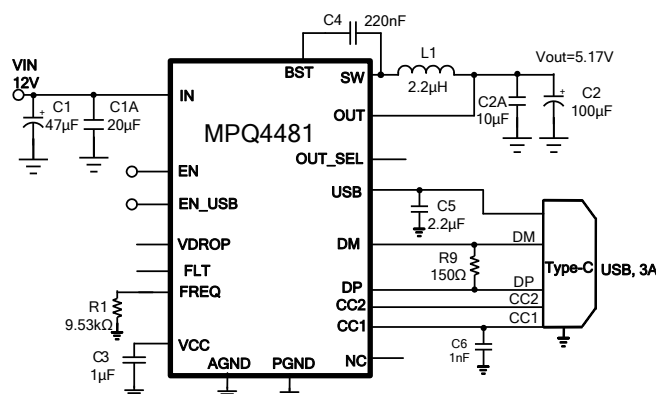 C4 220nF
VIN
12V
C1
47µF
C1A
20µF
BST
SW
L1
2.2µH
Vout=5.17V
C2A
10µF
C2
100µF
IN
MPQ4481
OUT
OUT_SEL
EN
EN_USB
USB
C5
2.2µF
VDROP
DM
DM
R9
150Ω
Type-C
USB, 3A
FLT
FREQ
R1
9.53kΩ
DP
DP
CC2
CC2
CC1
CC1
VCC
C3
1µF
C6
1nF
NC
AGND
PGND